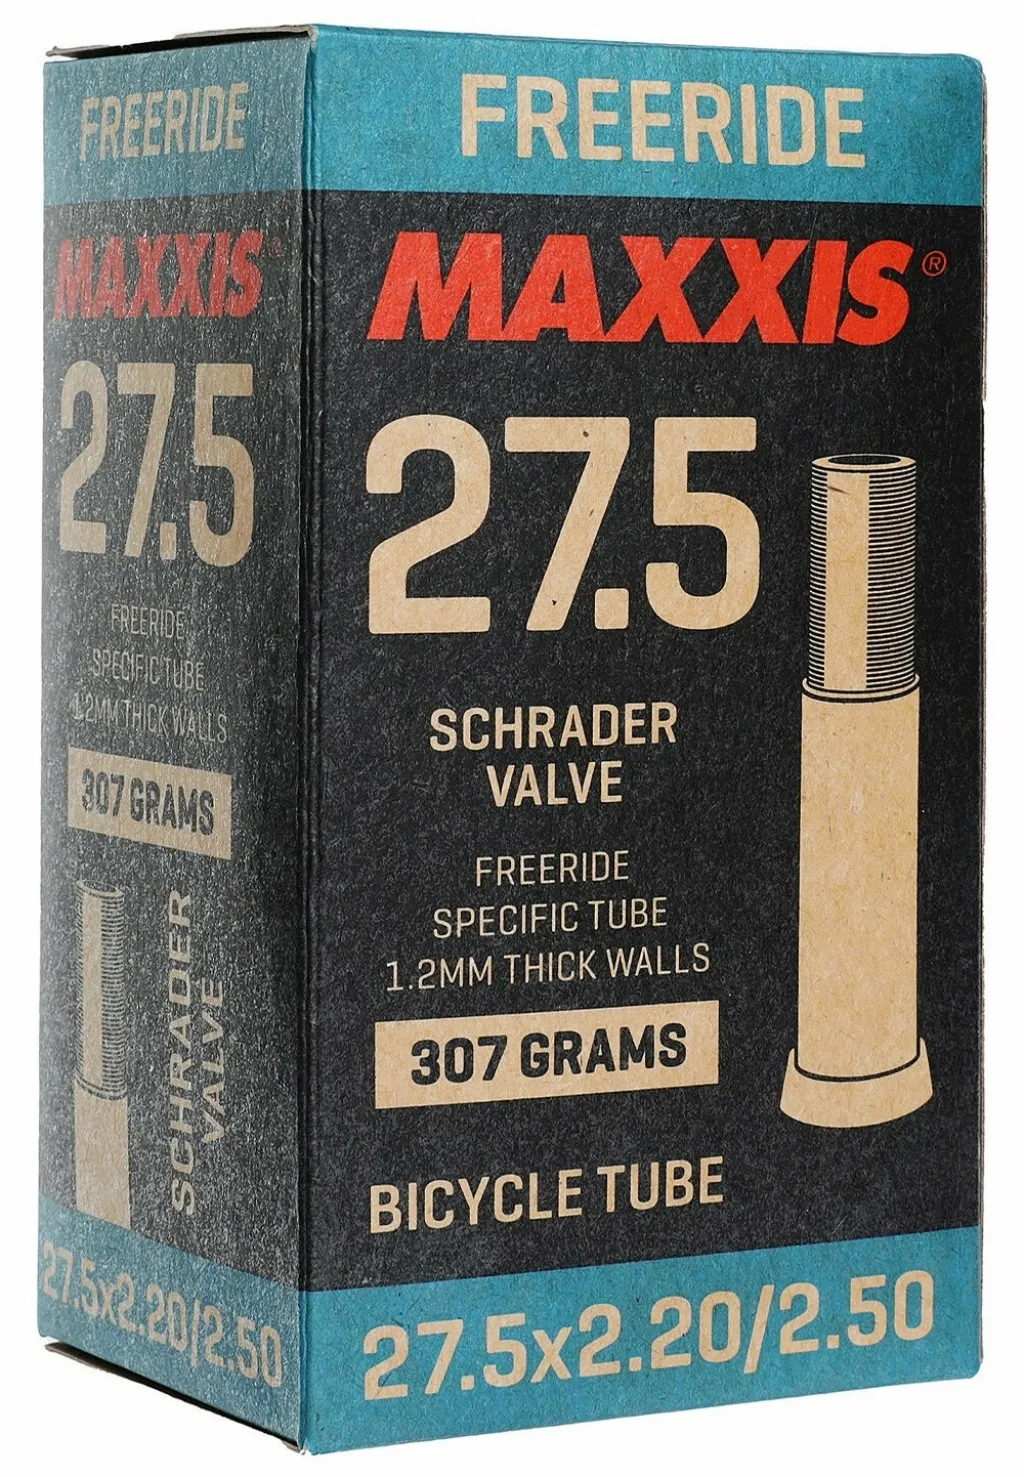 FREERIDE
MAXXIS
27.5
FREERIDE
SPECIFIC TUBE
1.2MM THICK WALLS
307 GRAMS
SCHRADER
VALVE
27.5x2.20/2.50
FREERIDE
MAXXIS®
27.5
SCHRADER
VALVE
FREERIDE
SPECIFIC TUBE
1.2MM THICK WALLS
307 GRAMS
BICYCLE TUBE
27.5x2.20/2.50